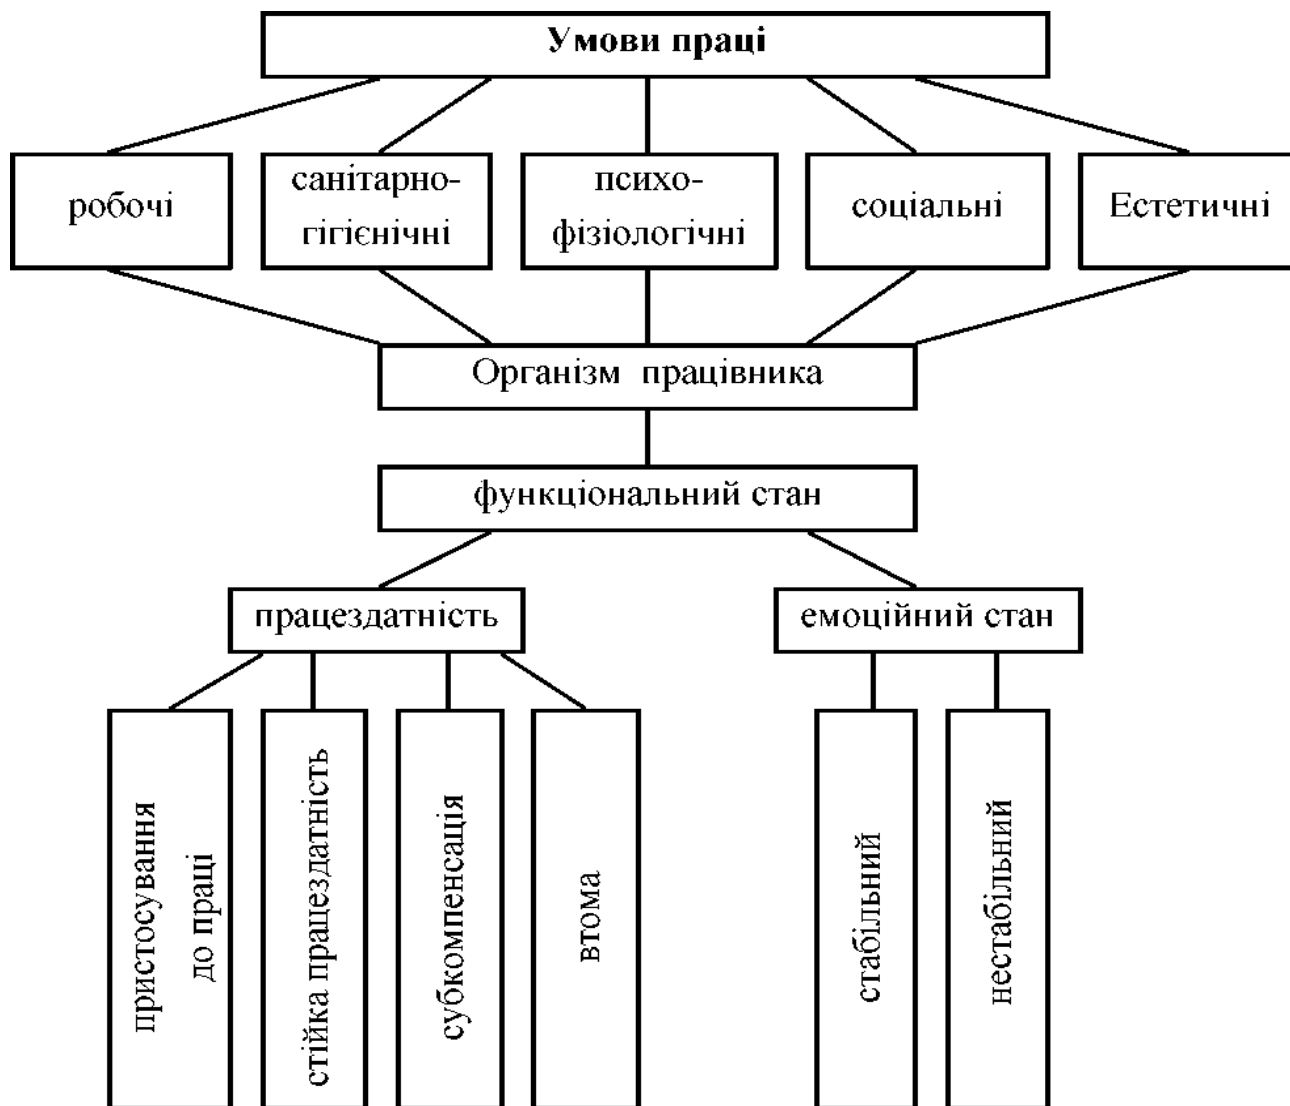 Умови праці
робочі
санітарно-
гігієнічні
психо-
фізіологічні
соціальні
Естетичні
Організм працівника
функціональний стан
працездатність
емоційний стан
пристосування
до праці
стійка працездатність
субкомпенсація
втома
стабільний
нестабільний